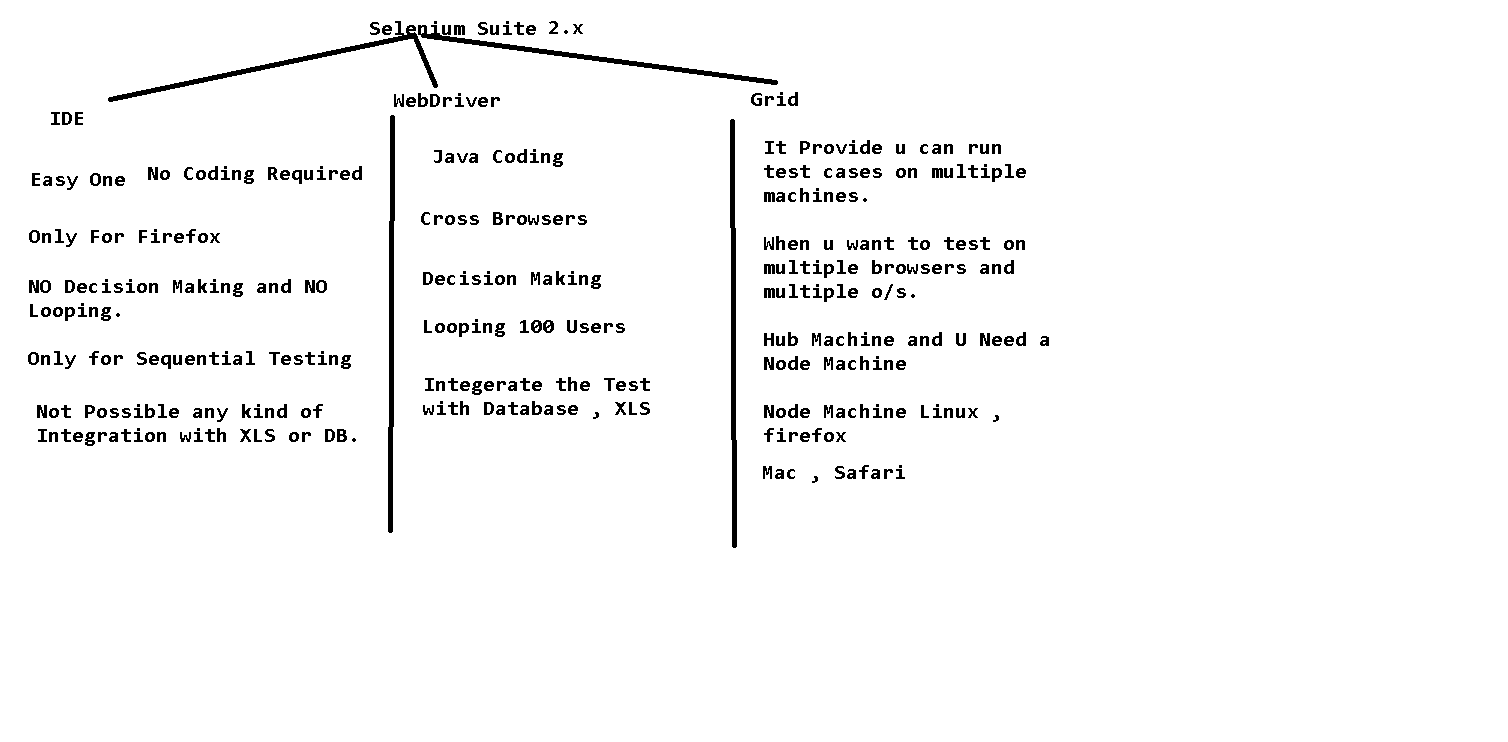 Selenium Suite 2.x
IDE
Easy One
No Coding Required
Only For Firefox
NO Decision Making and NO
Looping.
Only for Sequential Testing
Not Possible any kind of
Integration with XLS or DB.
WebDriver
Java Coding
Cross Browsers
Decision Making
Looping 100 Users
Integerate the Test
with Database , XLS
Grid
It Provide u can run
test cases on multiple
machines.
When u want to test on
multiple browsers and
multiple o/s.
Hub Machine and U Need a
Node Machine
Node Machine Linux ,
firefox
Mac , Safari